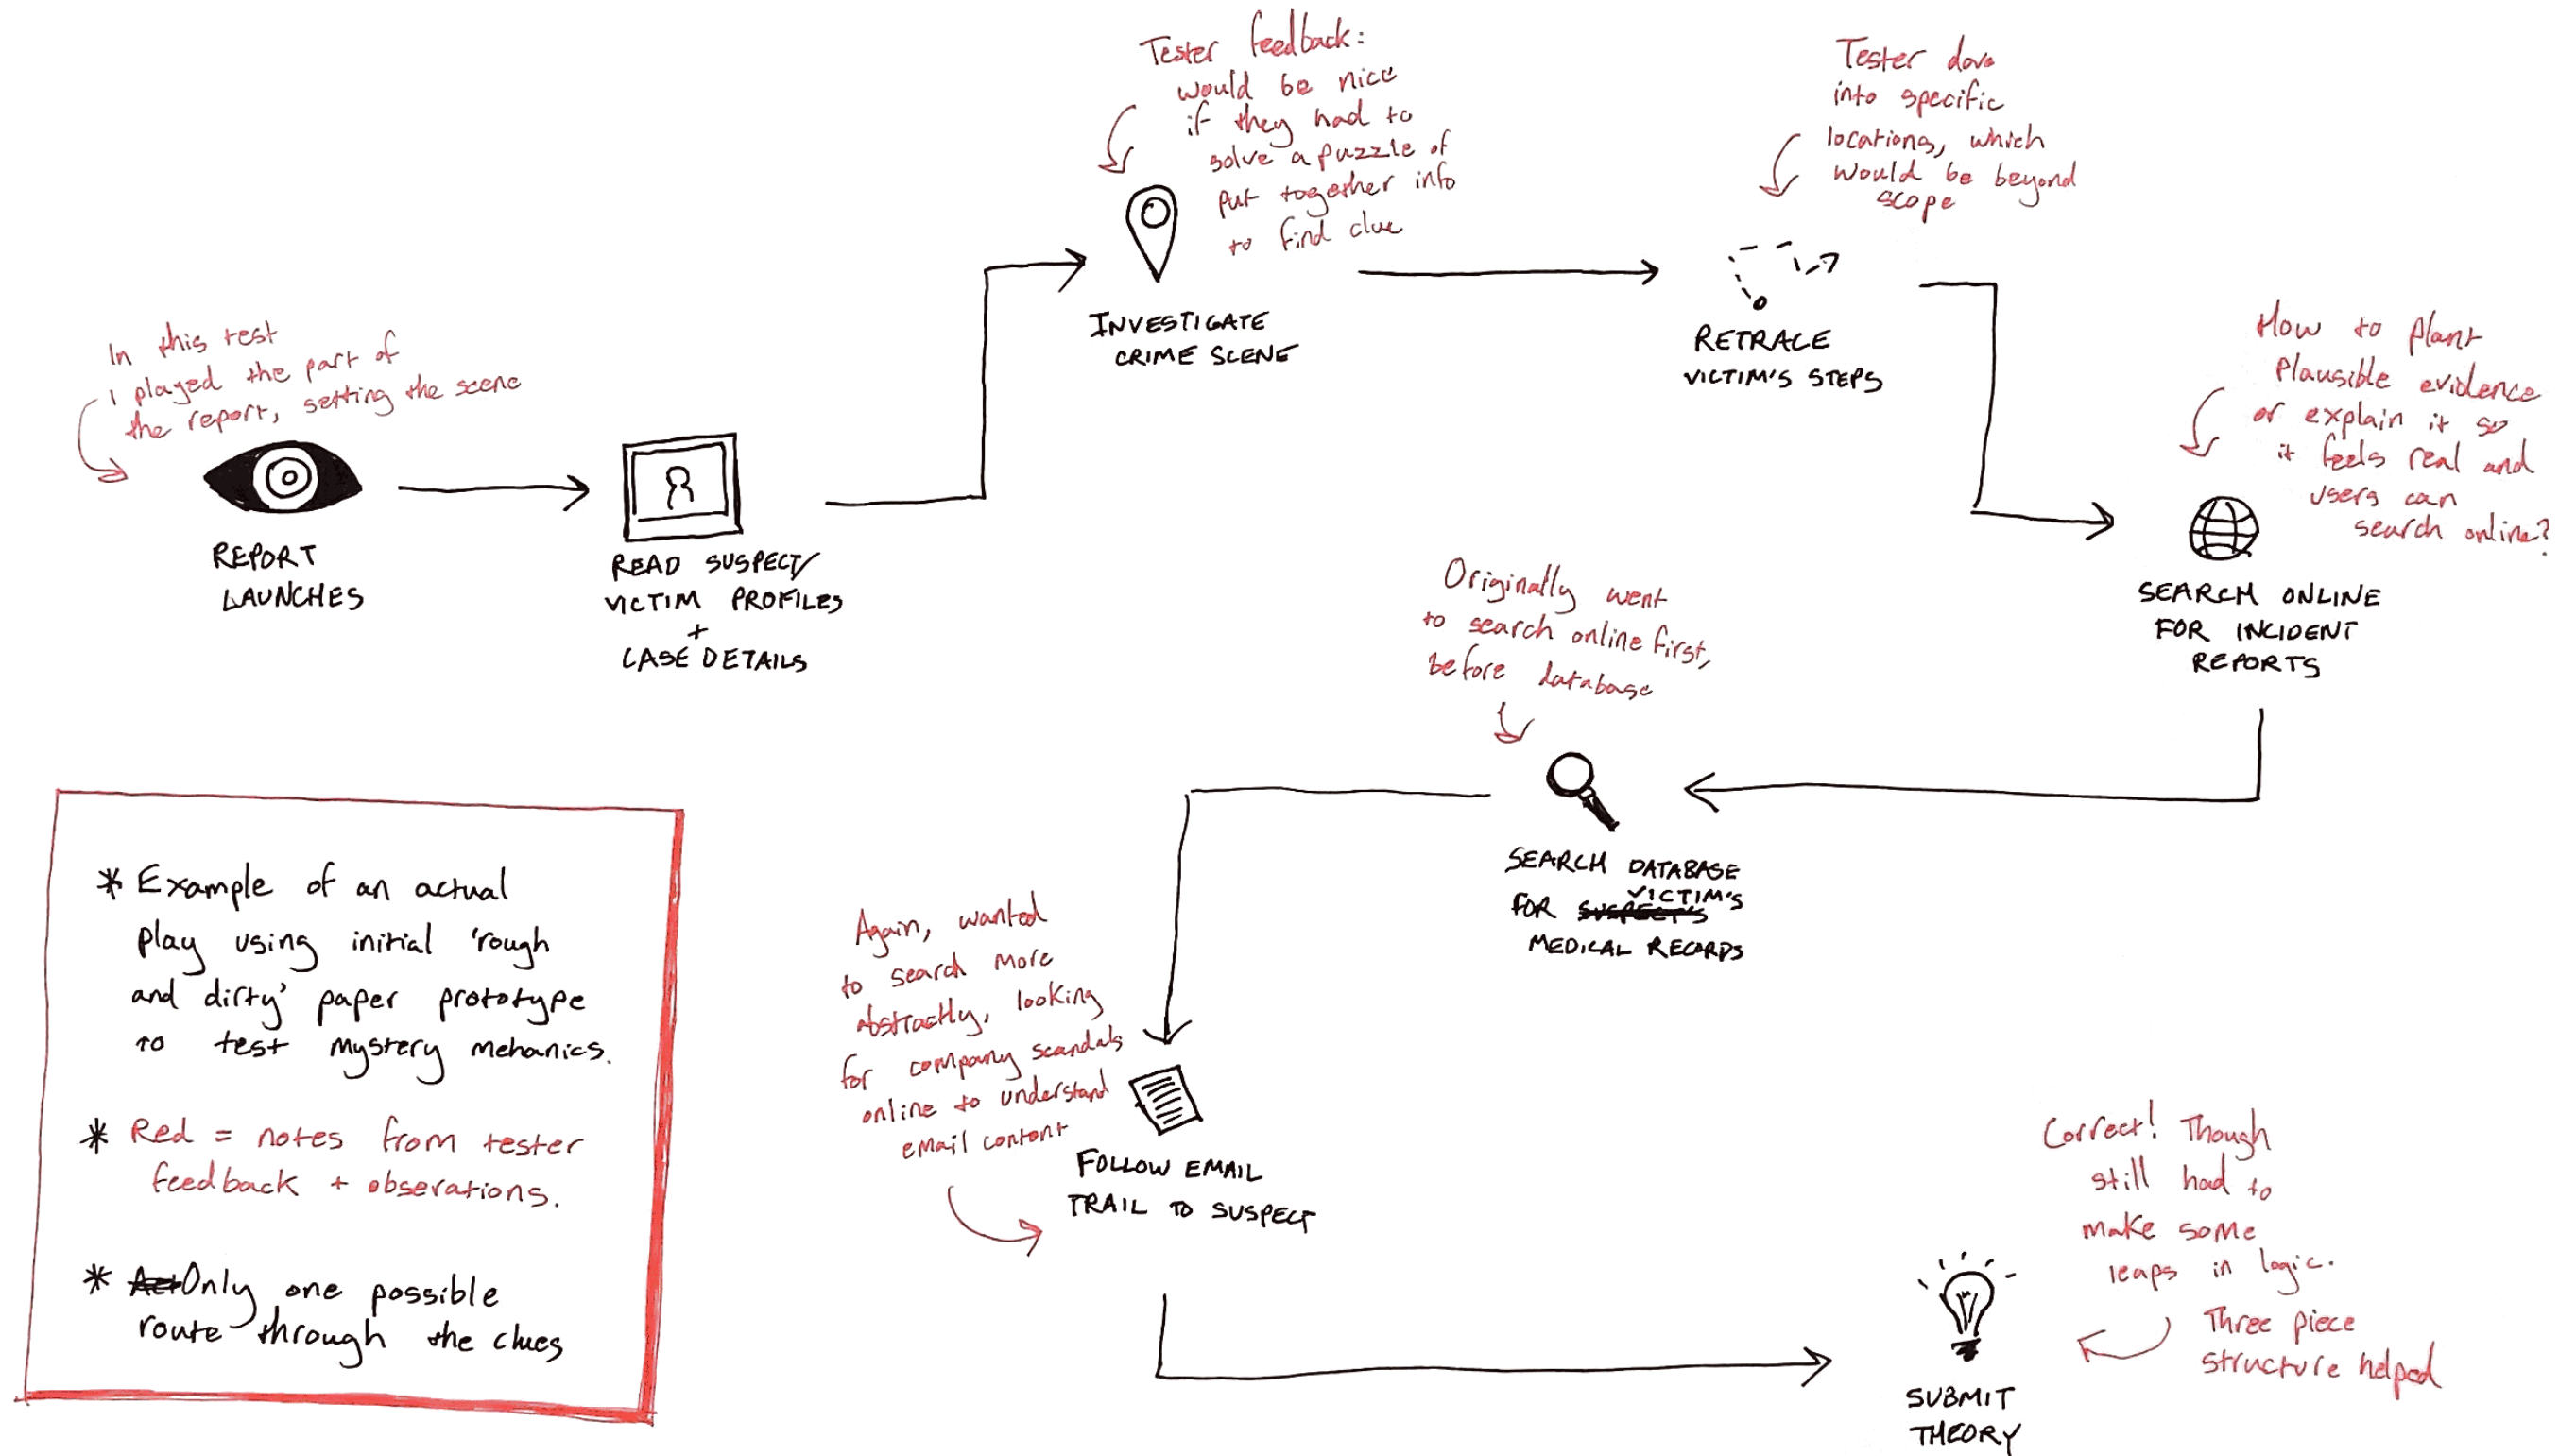 Tester feedback:
would be nice
if they had to
solve a puzzle of
put together info
to find clue
Tester dove
into specific
locations, which
would be beyond
scope
In this test
I played the part of
the report, setting the scene
REPORT
LAUNCHES
READ SUSPECT/
VICTIM PROFILES
+
CASE DETAILS
INVESTIGATE
CRIME SCENE
RETRACE
VICTIM'S STEPS
How to plant
plausible evidence
or explain it so
it feels real and
users can
search online?
SEARCH ONLINE
FOR INCIDENT
REPORTS
Originally went
to search online first,
before database
SEARCH DATABASE
FOR SUSPECT'S VICTIM'S
MEDICAL RECORDS
Again, wanted
to search more
abstractly, looking
for company scandals
online to understand
email content
FOLLOW EMAIL
TRAIL TO SUSPECT
Correct! Though
still had to
make some
leaps in logic.
Three piece
structure helped
SUBMIT
THEORY
* Example of an actual
play using initial 'rough
and dirty' paper prototype
to test mystery mehanics.
* Red = notes from tester
feedback + obserations.
* Act Only one possible
route through the clues